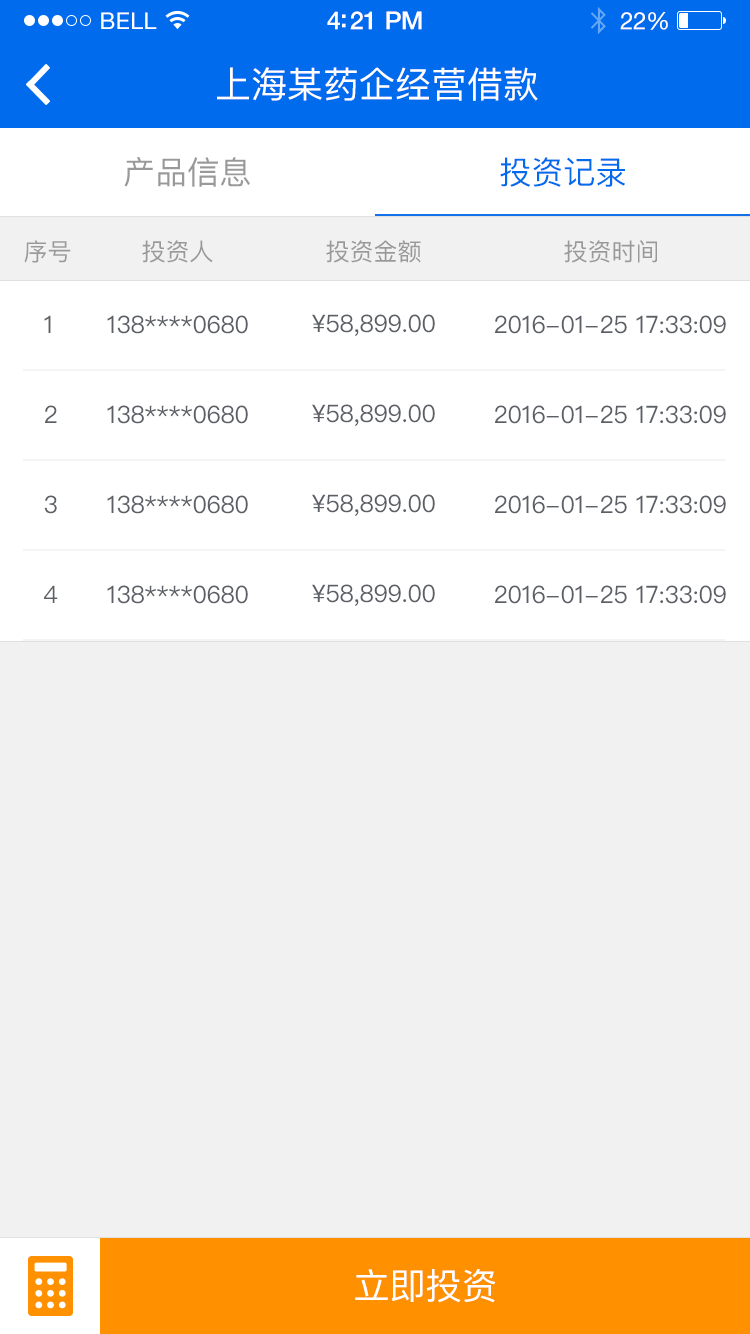 BELL 4:21 PM 22%
上海某药企经营借款
产品信息 投资记录
序号 投资人 投资金额 投资时间
1 138****0680 ¥58,899.00 2016-01-25 17:33:09
2 138****0680 ¥58,899.00 2016-01-25 17:33:09
3 138****0680 ¥58,899.00 2016-01-25 17:33:09
4 138****0680 ¥58,899.00 2016-01-25 17:33:09
立即投资